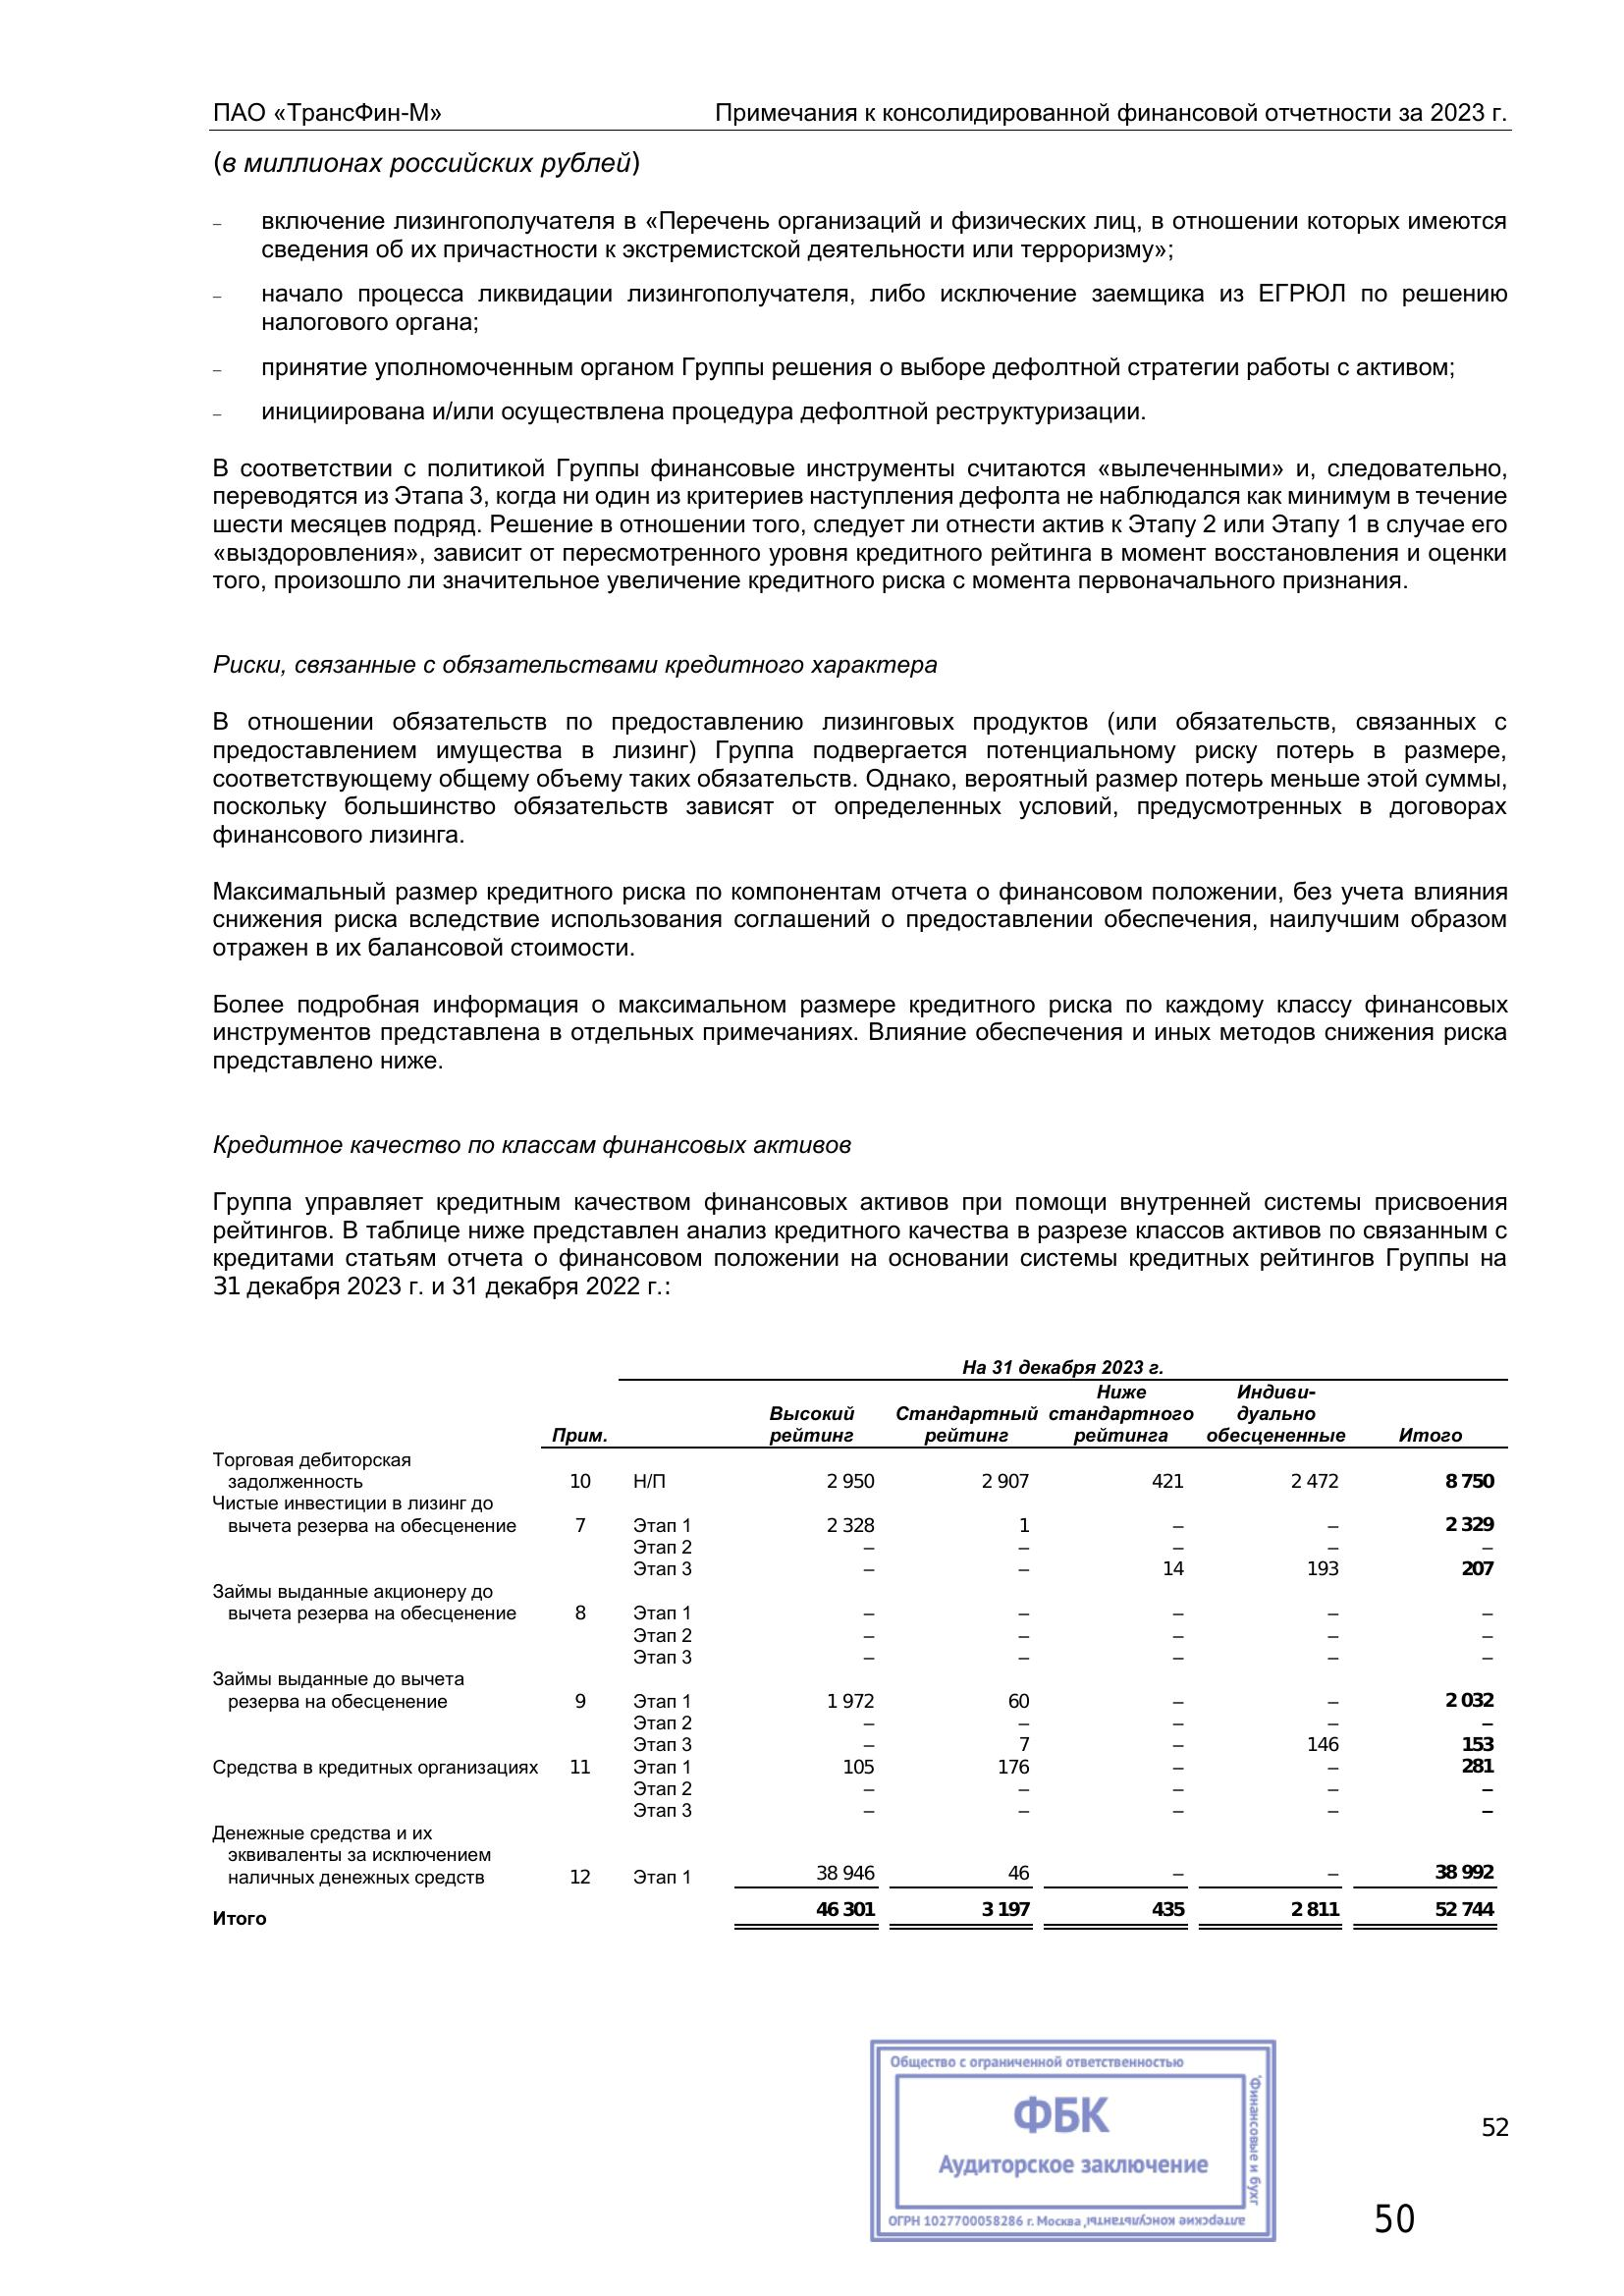 ПАО «ТрансФин-М» Примечания к консолидированной финансовой отчетности за 2023 г.
(в миллионах российских рублей)
– включение лизингополучателя в «Перечень организаций и физических лиц, в отношении которых имеются
сведения об их причастности к экстремистской деятельности или терроризму»;
– начало процесса ликвидации лизингополучателя, либо исключение заемщика из ЕГРЮЛ по решению
налогового органа;
– принятие уполномоченным органом Группы решения о выборе дефолтной стратегии работы с активом;
– инициирована и/или осуществлена процедура дефолтной реструктуризации.
В соответствии с политикой Группы финансовые инструменты считаются «вылеченными» и, следовательно,
переводятся из Этапа 3, когда ни один из критериев наступления дефолта не наблюдался как минимум в течение
шести месяцев подряд. Решение в отношении того, следует ли отнести актив к Этапу 2 или Этапу 1 в случае его
«выздоровления», зависит от пересмотренного уровня кредитного рейтинга в момент восстановления и оценки
того, произошло ли значительное увеличение кредитного риска с момента первоначального признания.
Риски, связанные с обязательствами кредитного характера
В отношении обязательств по предоставлению лизинговых продуктов (или обязательств, связанных с
предоставлением имущества в лизинг) Группа подвергается потенциальному риску потерь в размере,
соответствующему общему объему таких обязательств. Однако, вероятный размер потерь меньше этой суммы,
поскольку большинство обязательств зависят от определенных условий, предусмотренных в договорах
финансового лизинга.
Максимальный размер кредитного риска по компонентам отчета о финансовом положении, без учета влияния
снижения риска вследствие использования соглашений о предоставлении обеспечения, наилучшим образом
отражен в их балансовой стоимости.
Более подробная информация о максимальном размере кредитного риска по каждому классу финансовых
инструментов представлена в отдельных примечаниях. Влияние обеспечения и иных методов снижения риска
представлено ниже.
Кредитное качество по классам финансовых активов
Группа управляет кредитным качеством финансовых активов при помощи внутренней системы присвоения
рейтингов. В таблице ниже представлен анализ кредитного качества в разрезе классов активов по связанным с
кредитами статьям отчета о финансовом положении на основании системы кредитных рейтингов Группы на
31 декабря 2023 г. и 31 декабря 2022 г.:
На 31 декабря 2023 г.
Ниже Индиви-
Высокий Стандартный стандартного дуально
Прим. рейтинг рейтинг рейтинга обесцененные Итого
Торговая дебиторская
задолженность 10 Н/П 2 950 2 907 421 2 472 8 750
Чистые инвестиции в лизинг до
вычета резерва на обесценение 7 Этап 1 2 328 1 – – 2 329
Этап 2 – – – – –
Этап 3 – – 14 193 207
Займы выданные акционеру до
вычета резерва на обесценение 8 Этап 1 – – – – –
Этап 2 – – – – –
Этап 3 – – – – –
Займы выданные до вычета
резерва на обесценение 9 Этап 1 1 972 60 – – 2 032
Этап 2 – – – – –
Этап 3 – 7 – 146 153
Средства в кредитных организациях 11 Этап 1 105 176 – – 281
Этап 2 – – – – –
Этап 3 – – – – –
Денежные средства и их
эквиваленты за исключением
наличных денежных средств 12 Этап 1 38 946 46 – – 38 992
Итого 46 301 3 197 435 2 811 52 744
Общество с ограниченной ответственностью
"Финансовые и бухг
алтерские консультанты"
ФБК
Аудиторское заключение
ОГРН 1027700058286 г. Москва
52
50